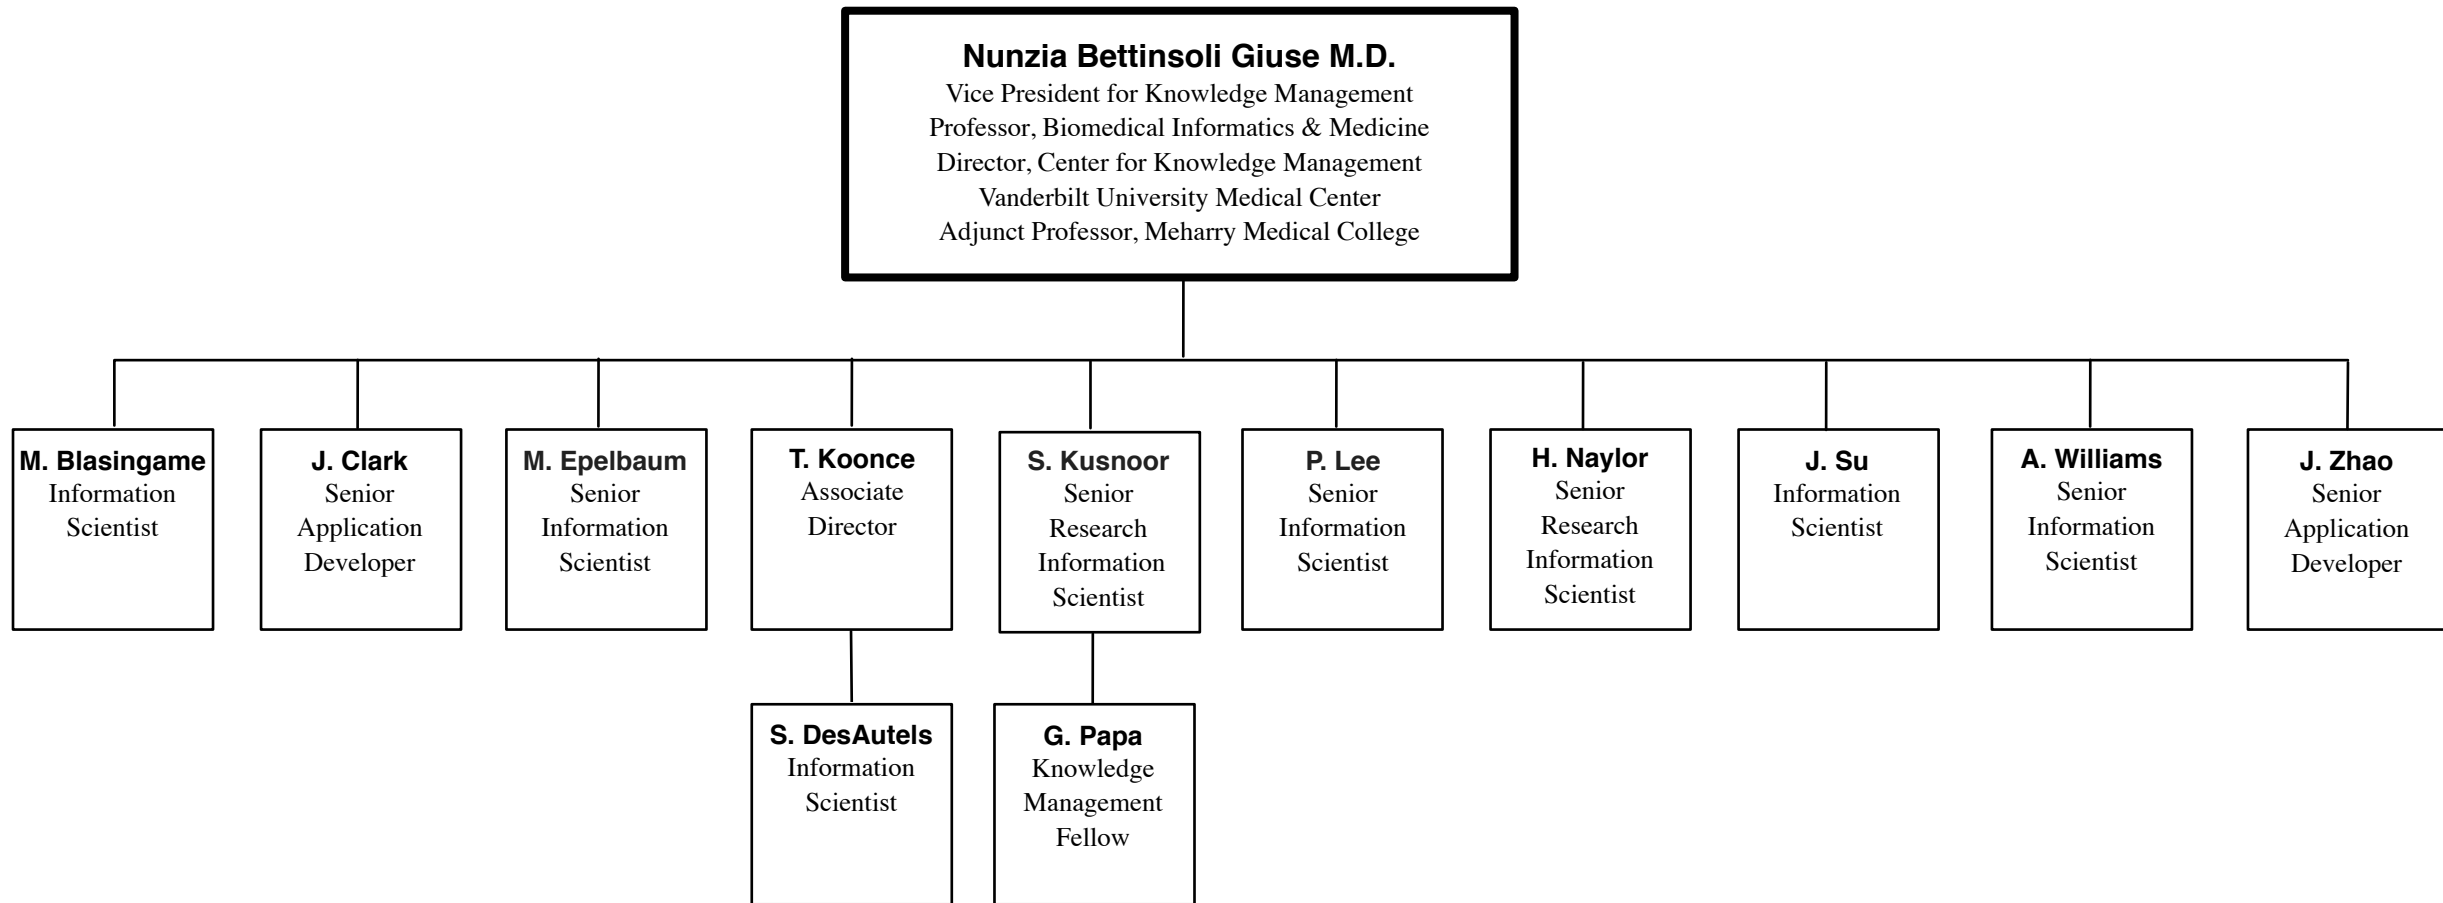 Nunzia Bettinsoli Giuse M.D.
Vice President for Knowledge Management
Professor, Biomedical Informatics & Medicine
Director, Center for Knowledge Management
Vanderbilt University Medical Center
Adjunct Professor, Meharry Medical College
M. Blasingame
Information
Scientist
J. Clark
Senior
Application
Developer
M. Epelbaum
Senior
Information
Scientist
T. Koonce
Associate
Director
S. Kusnoor
Senior
Research
Information
Scientist
P. Lee
Senior
Information
Scientist
H. Naylor
Senior
Research
Information
Scientist
J. Su
Information
Scientist
A. Williams
Senior
Information
Scientist
J. Zhao
Senior
Application
Developer
S. DesAutels
Information
Scientist
G. Papa
Knowledge
Management
Fellow